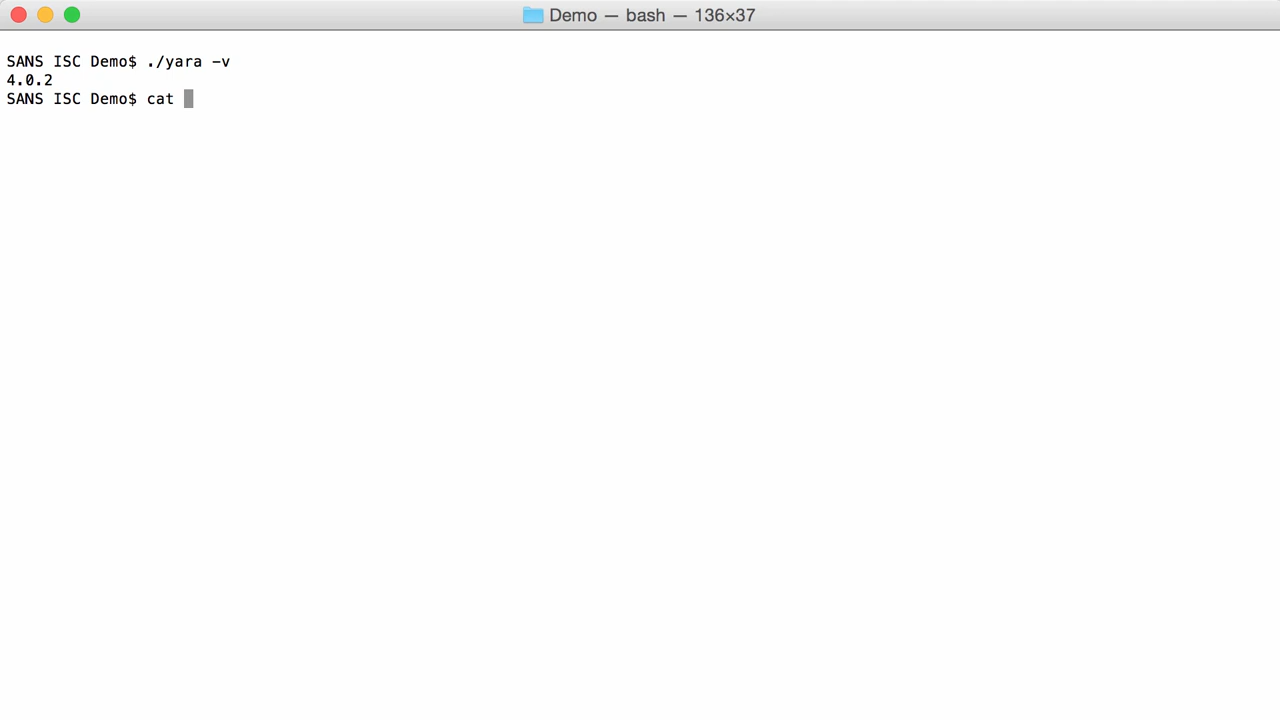 Demo — bash — 136×37
SANS ISC Demo$ ./yara -v
4.0.2
SANS ISC Demo$ cat